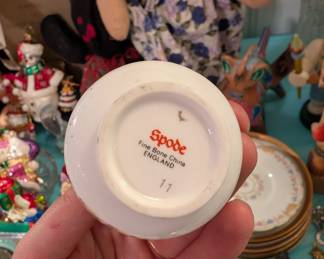 Spode
Fine Bone China
ENGLAND
11